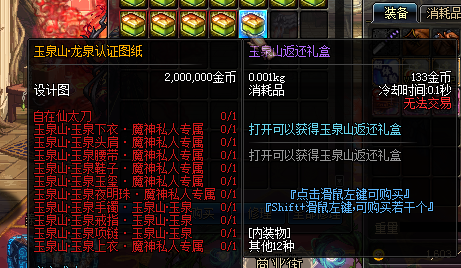 装备 消耗品
玉泉山·龙泉认证图纸
2,000,000金币
设计图
自在仙太刀 0/1
玉泉山·玉泉下衣·魔神私人专属 0/1
玉泉山·玉泉头肩·魔神私人专属 0/1
玉泉山·玉泉腰带·魔神私人专属 0/1
玉泉山·玉泉鞋子·魔神私人专属 0/1
玉泉山·玉泉玉玺·魔神私人专属 0/1
玉泉山·玉泉夜明珠·魔神私人专属 0/1
玉泉山·玉泉手镯·玉泉山·玉泉 0/1
玉泉山·玉泉戒指·玉泉山·玉泉 0/1
玉泉山·玉泉项链·玉泉山·玉泉 0/1
玉泉山·玉泉上衣·魔神私人专属 0/1
玉泉山返还礼盒
0.001kg 133金币
消耗品 冷却时间:0.1秒
无法交易
打开可以获得玉泉山返还礼盒
打开可以获得玉泉山返还礼盒
『点击滑鼠左键可购买』
『Shift+滑鼠左键,可购买若干个』
[内装物]
其他12种
商业街